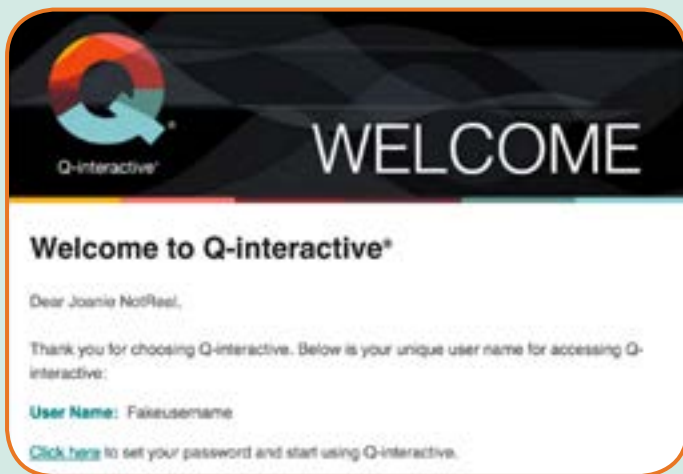 Q-interactive®
WELCOME
Welcome to Q-interactive®
Dear Joanie NotReal,
Thank you for choosing Q-interactive. Below is your unique user name for accessing Q-
interactive:
User Name: Fakeusername
Click here to set your password and start using Q-interactive.